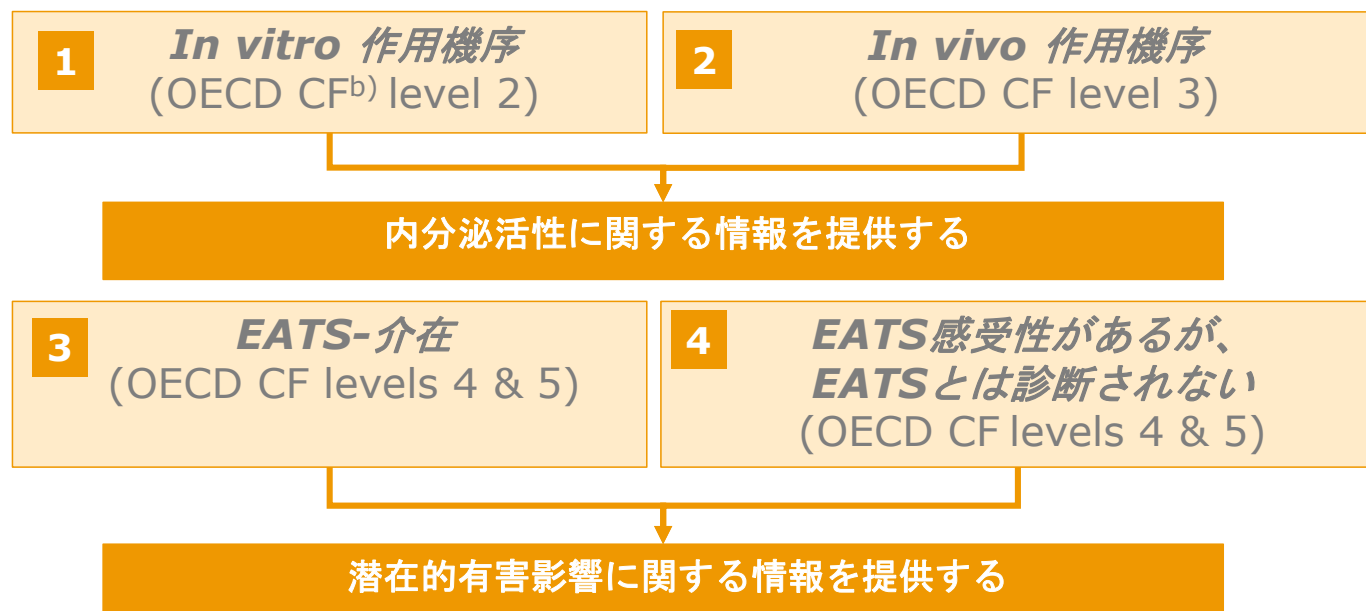 1
In vitro 作用機序
(OECD CFb) level 2)
2
In vivo 作用機序
(OECD CF level 3)
内分泌活性に関する情報を提供する
3
EATS-介在
(OECD CF levels 4 & 5)
4
EATS感受性があるが、
EATSとは診断されない
(OECD CF levels 4 & 5)
潜在的有害影響に関する情報を提供する